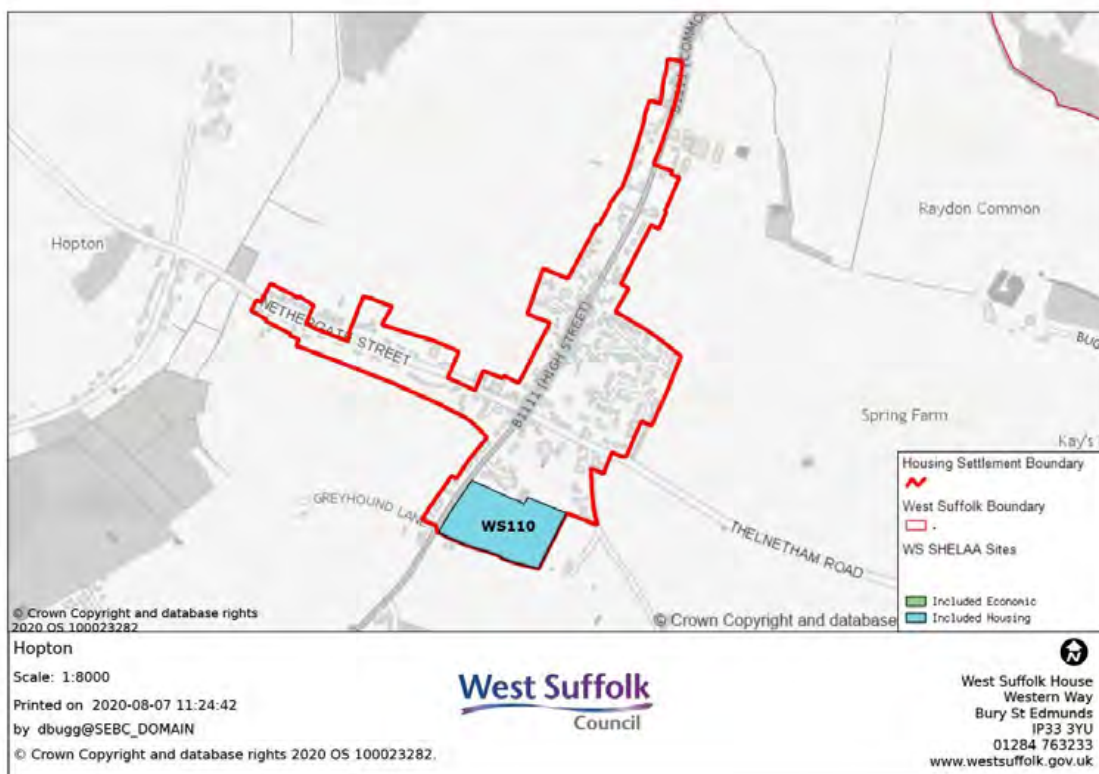 B1111 (COMMO
Raydon Common
Hopton
NETHERGATE STREET
B1111 (HIGH STREET)
BUG
Spring Farm
Kay's
GREYHOUND LANE
WS110
THELNETHAM ROAD
Housing Settlement Boundary
West Suffolk Boundary
WS SHELAA Sites
Included Economic
Included Housing
© Crown Copyright and database rights
2020 OS 100023282
© Crown Copyright and database
Hopton
Scale: 1:8000
Printed on 2020-08-07 11:24:42
by dbugg@SEBC_DOMAIN
© Crown Copyright and database rights 2020 OS 100023282.
West Suffolk
Council
N
West Suffolk House
Western Way
Bury St Edmunds
IP33 3YU
01284 763233
www.westsuffolk.gov.uk